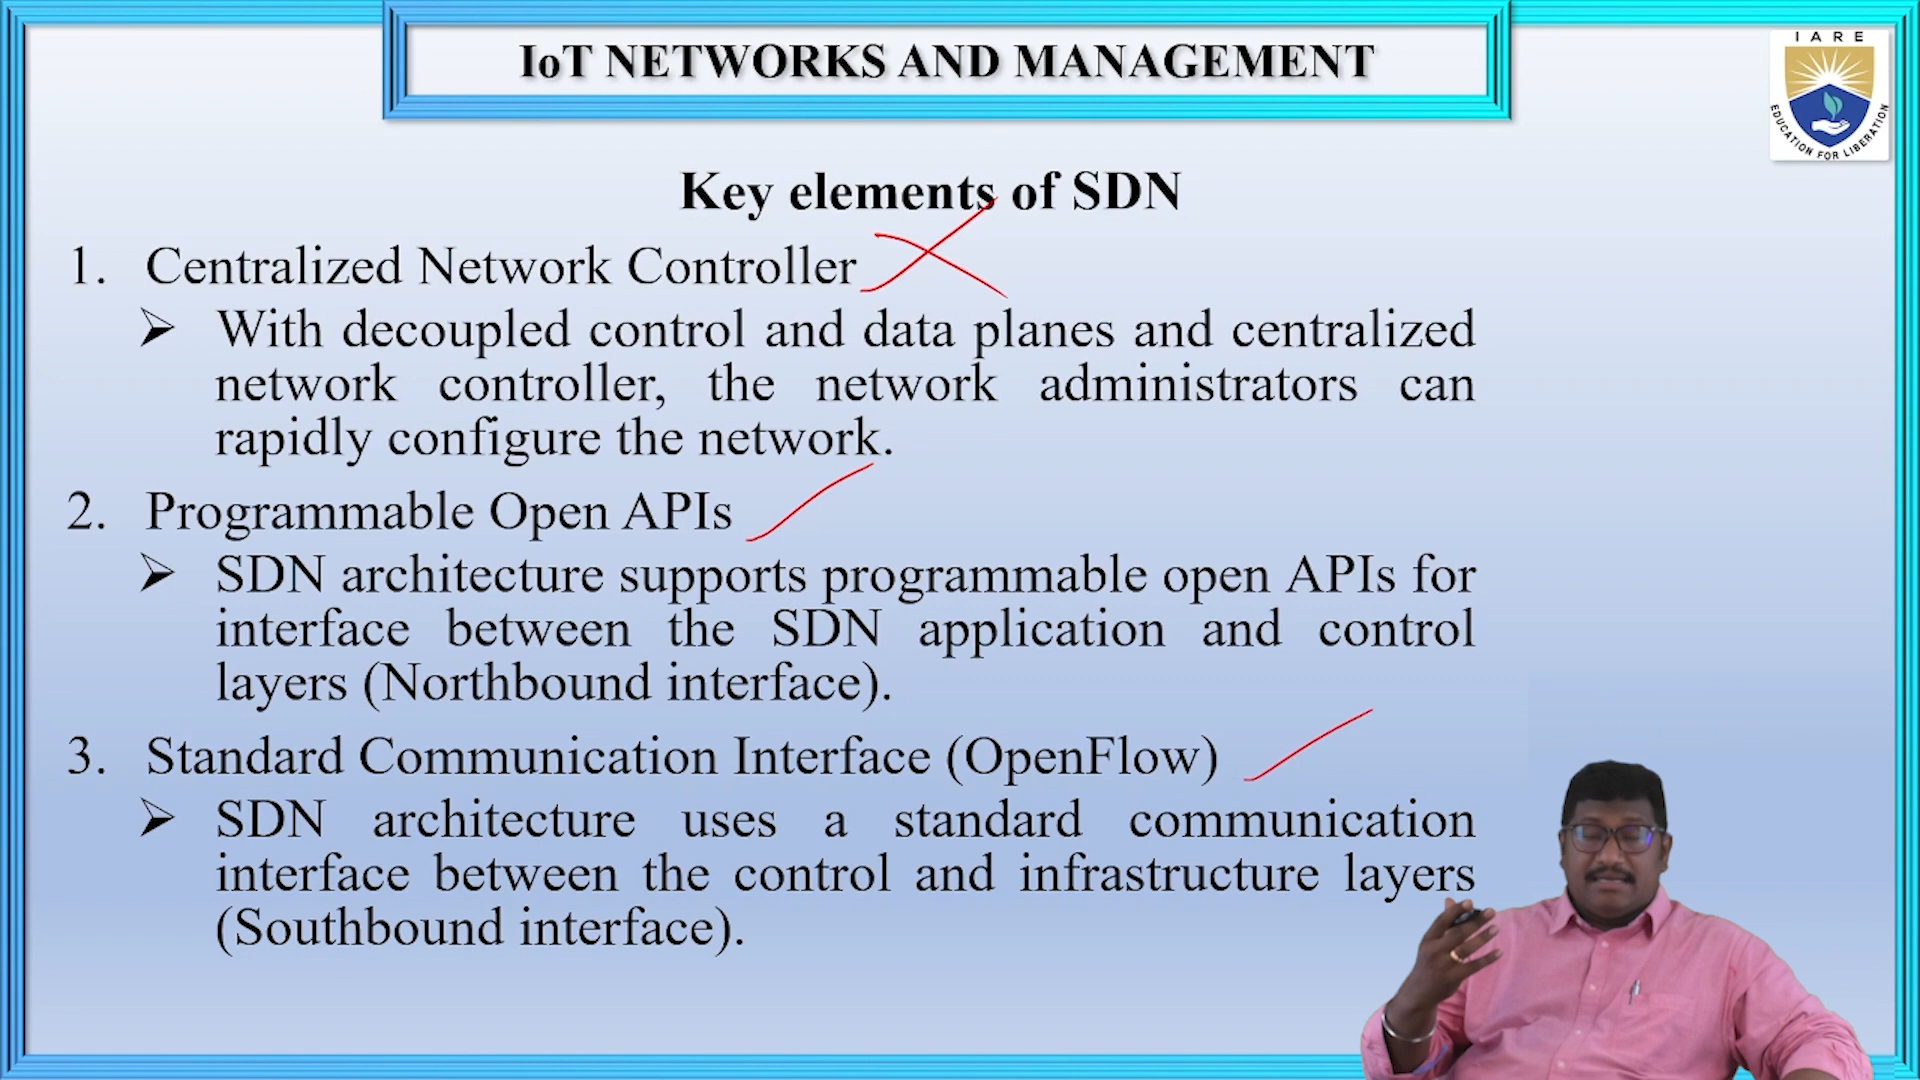 IoT NETWORKS AND MANAGEMENT
I A R E
EDUCATION FOR LIBERATION
Key elements of SDN
1. Centralized Network Controller
➢ With decoupled control and data planes and centralized
network controller, the network administrators can
rapidly configure the network.
2. Programmable Open APIs
➢ SDN architecture supports programmable open APIs for
interface between the SDN application and control
layers (Northbound interface).
3. Standard Communication Interface (OpenFlow)
➢ SDN architecture uses a standard communication
interface between the control and infrastructure layers
(Southbound interface).